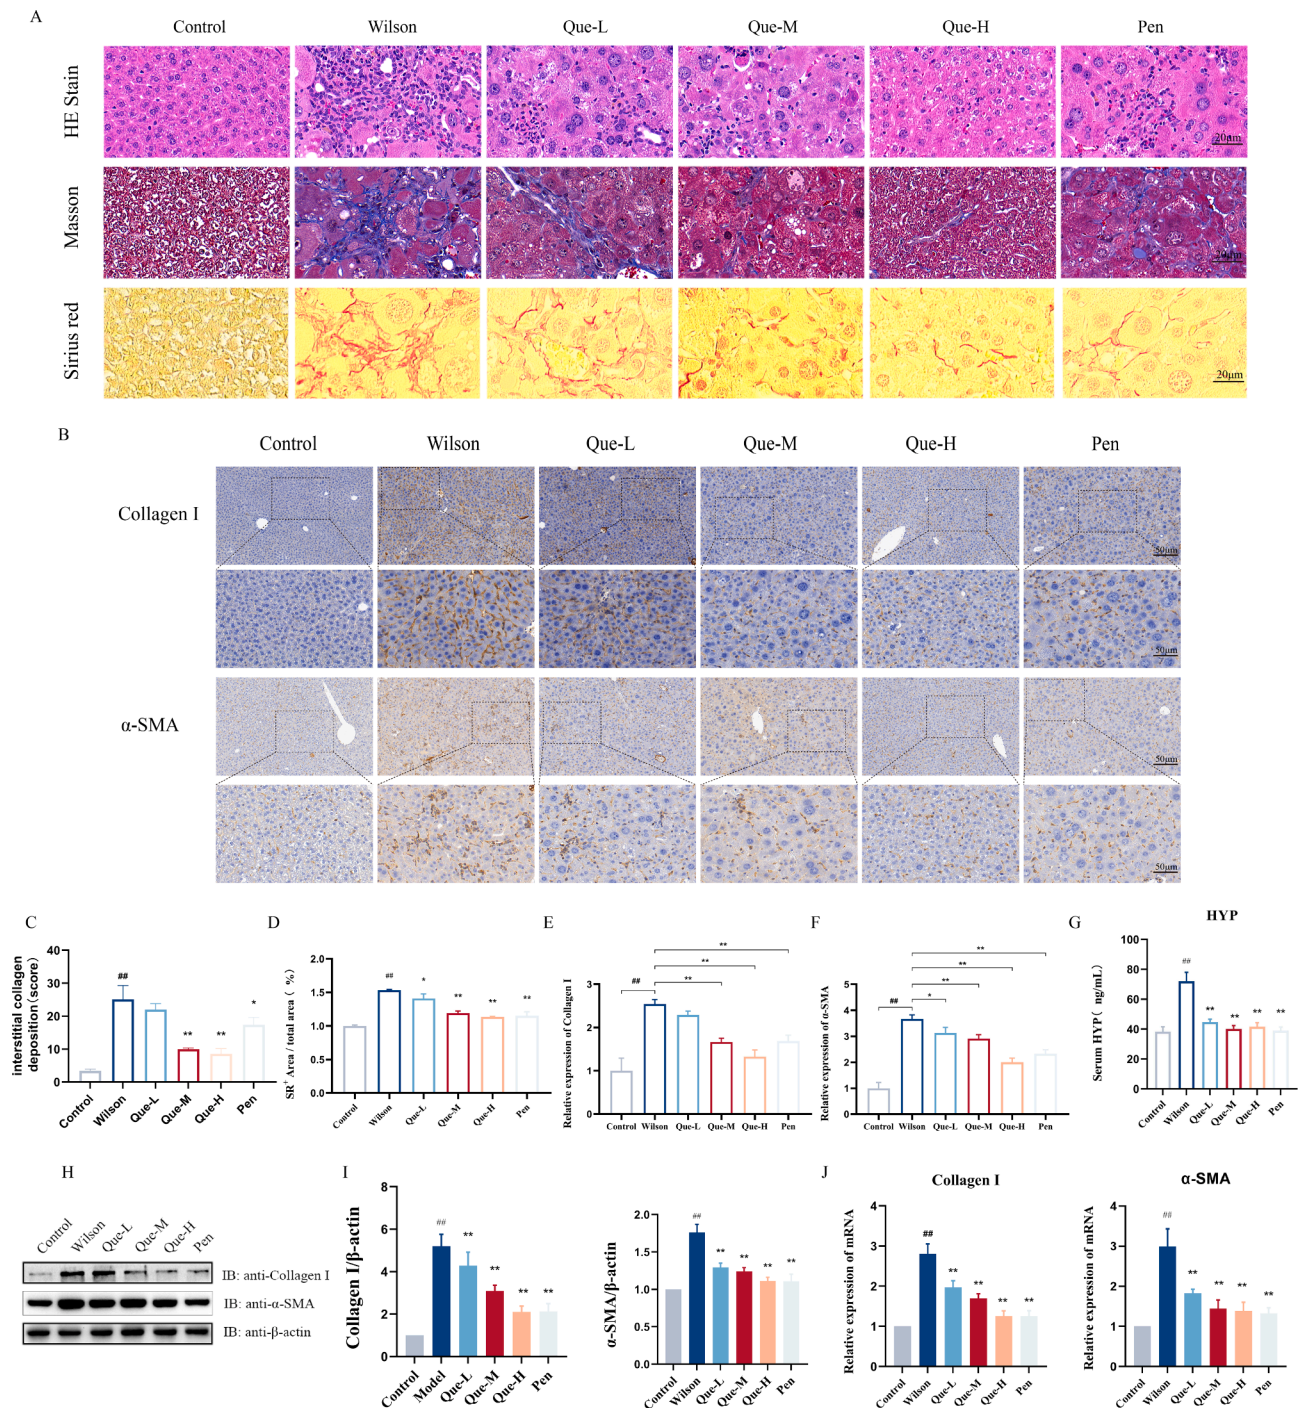 A
Control Wilson Que-L Que-M Que-H Pen
HE Stain
20μm
Masson
20μm
Sirius red
20μm
B
Control Wilson Que-L Que-M Que-H Pen
Collagen I
50μm
50μm
α-SMA
50μm
50μm
C
intersttial collagen
deposition(score)
40
30
20
10
0
##
** **
*
Control Wilson Que-L Que-M Que-H Pen
D
SR⁺ Area / total area ( %)
2.0
1.5
1.0
0.5
0.0
##
*
** ** **
Control Wilson Que-L Que-M Que-H Pen
E
Relative expression of Collagen I
3
2
1
0
**
**
## **
Control Wilson Que-L Que-M Que-H Pen
F
Relative expression of α-SMA
5
4
3
2
1
0
**
**
**
## *
Control Wilson Que-L Que-M Que-H Pen
G
HYP
Serum HYP( ng/mL)
100
80
60
40
20
0
##
** ** ** **
Control Wilson Que-L Que-M Que-H Pen
H
Control Wilson Que-L Que-M Que-H Pen
IB: anti-Collagen I
IB: anti-α-SMA
IB: anti-β-actin
I
Collagen I/β-actin
8
6
4
2
0
##
**
**
** **
Control Model Que-L Que-M Que-H Pen
α-SMA/β-actin
2.0
1.5
1.0
0.5
0.0
##
** ** ** **
Control Wilson Que-L Que-M Que-H Pen
J
Collagen I
Relative expression of mRNA
4
3
2
1
0
##
**
**
** **
Control Wilson Que-L Que-M Que-H Pen
α-SMA
Relative expression of mRNA
4
3
2
1
0
##
**
** ** **
Control Wilson Que-L Que-M Que-H Pen